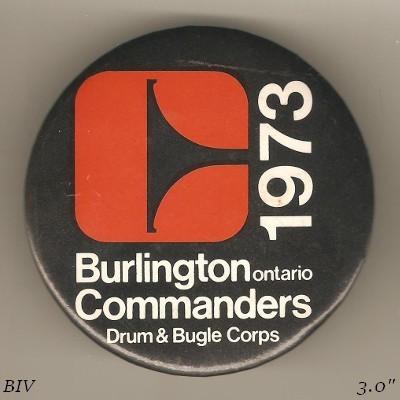 1973
Burlington ontario
Commanders
Drum & Bugle Corps
BIV
3.0"